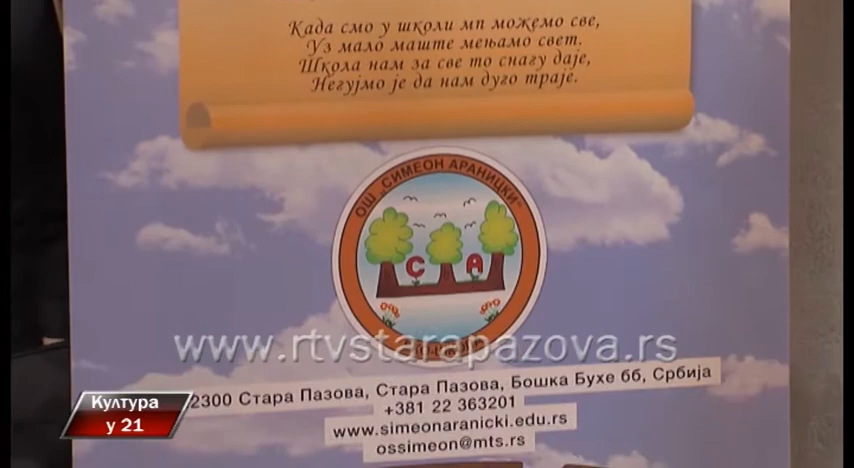 Када смо у школи ми можемо све,
Уз мало маште мењамо свет.
Школа нам за све то снагу даје,
Негујмо је да нам дуго траје.
ОШ „СИМЕОН АРАНИЦКИ“
С А
www.rtvstarapazova.rs
2300 Стара Пазова, Стара Пазова, Бошка Бухе бб, Србија
+381 22 363201
www.simeonaranicki.edu.rs
ossimeon@mts.rs
Култура
у 21